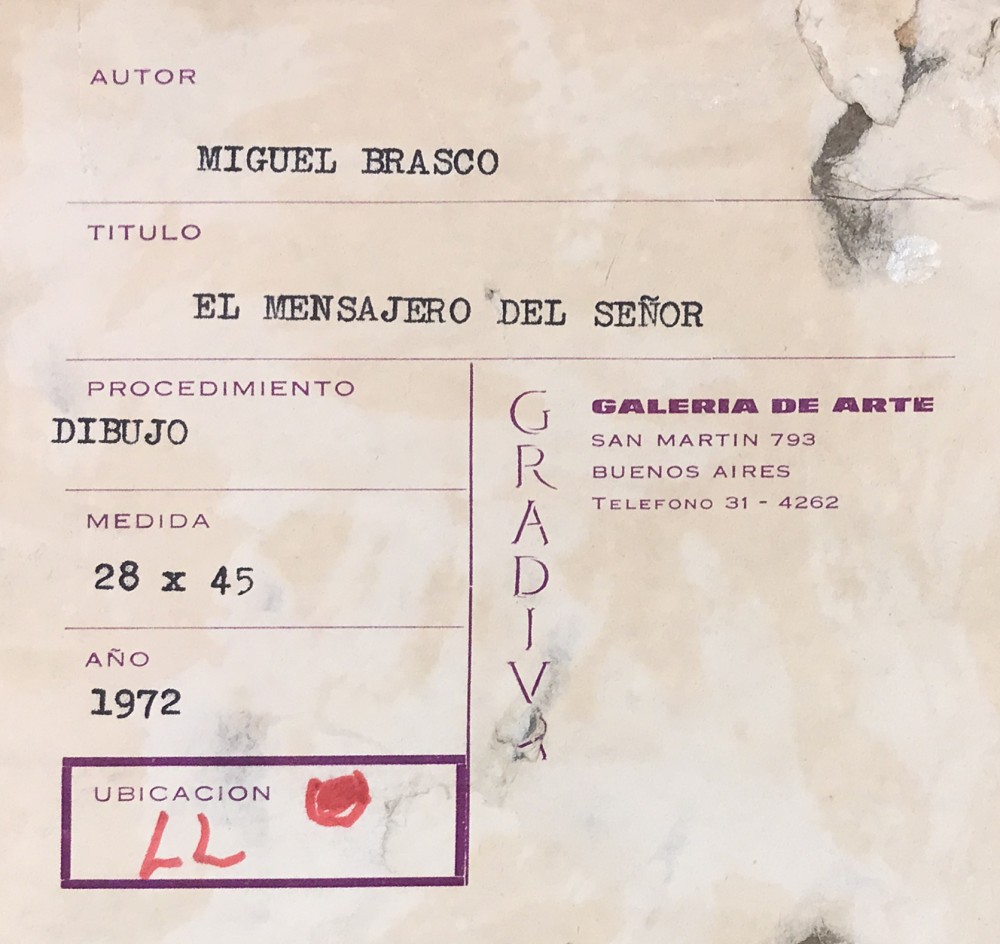 AUTOR
MIGUEL BRASCO
TITULO
EL MENSAJERO DEL SEÑOR
PROCEDIMIENTO
DIBUJO
MEDIDA
28 x 45
AÑO
1972
UBICACION
LL
GRADIVA
GALERIA DE ARTE
SAN MARTIN 793
BUENOS AIRES
TELEFONO 31 - 4262